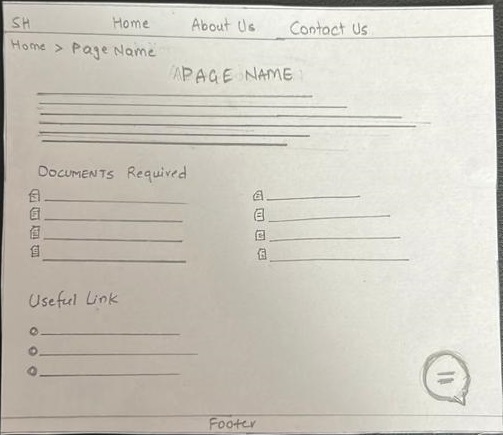 SH Home About Us Contact Us
Home > Page Name
PAGE NAME
DOCUMENTS Required
Useful Link
Footer